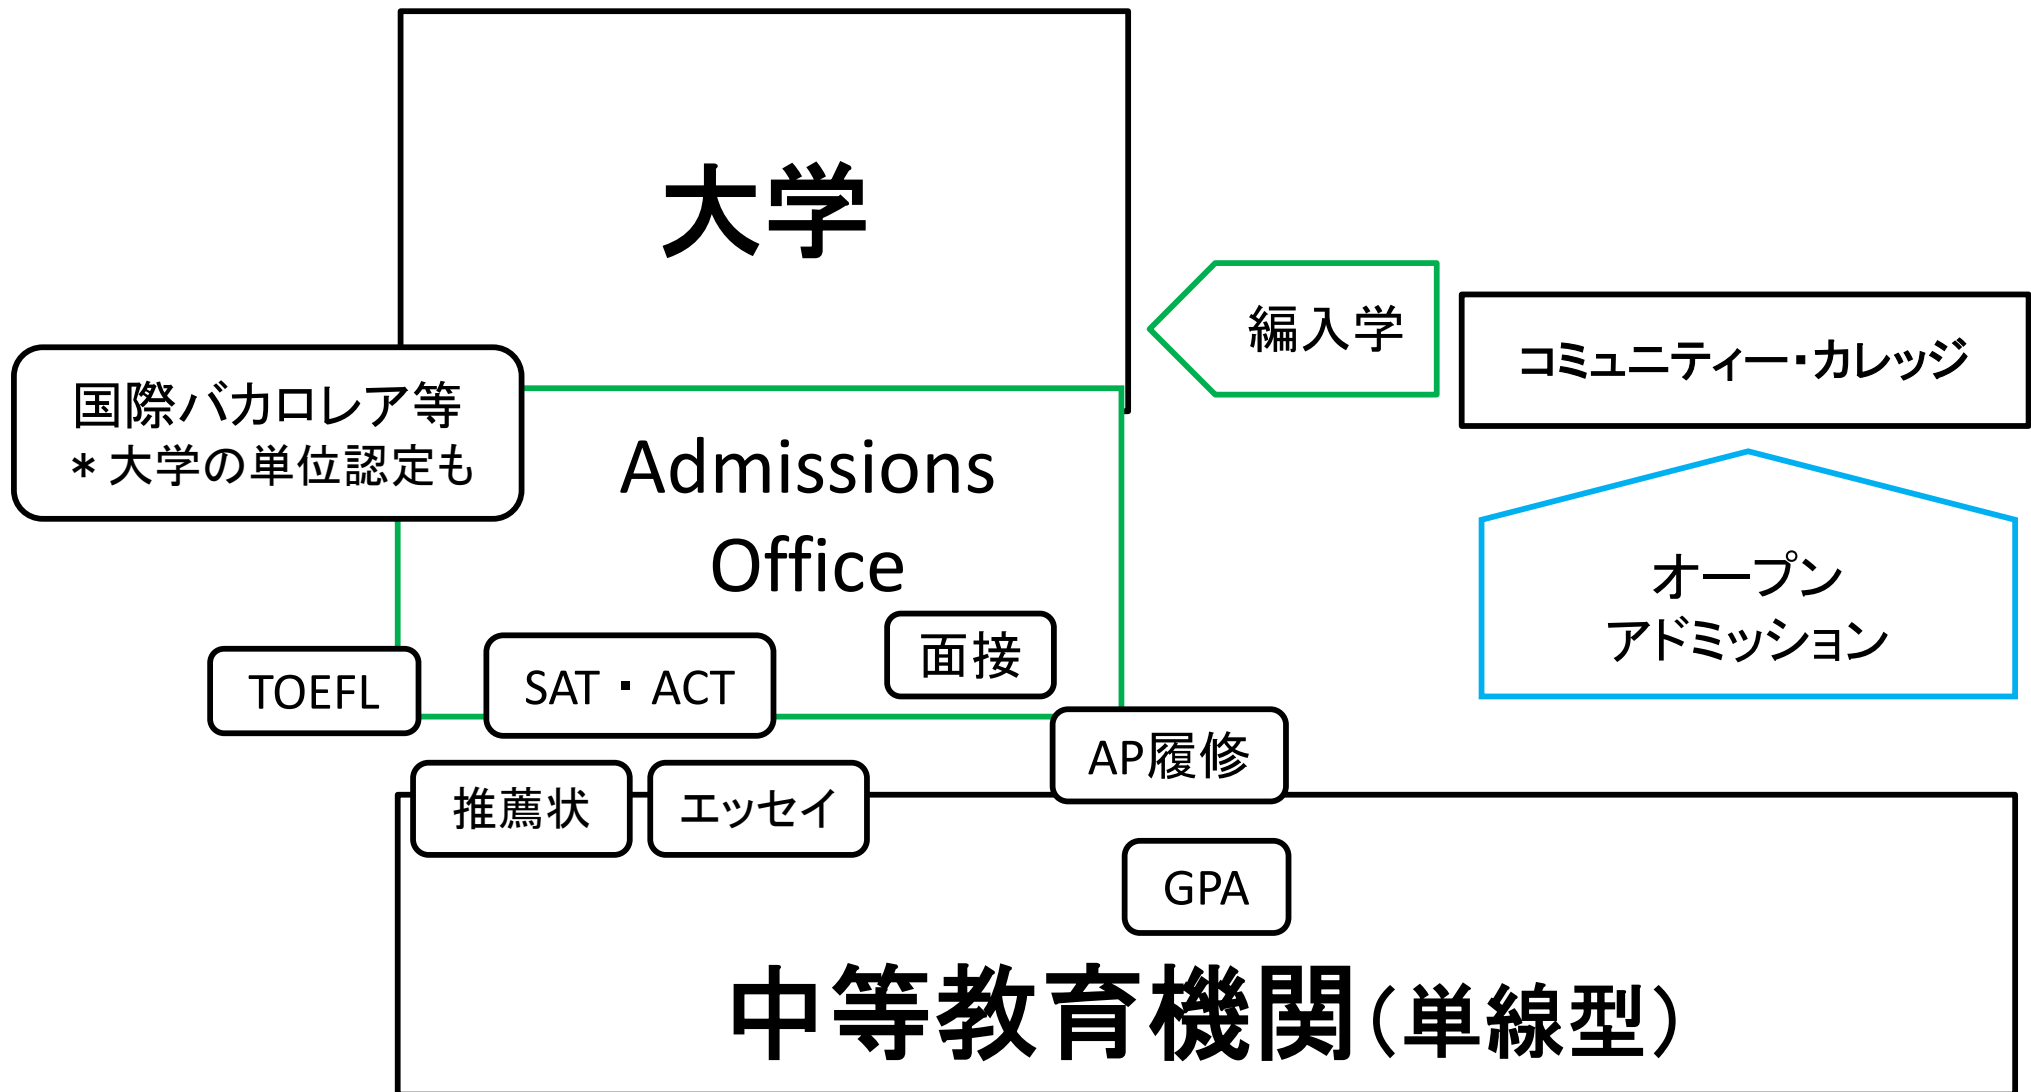 大学
編入学
コミュニティー・カレッジ
国際バカロレア等
*大学の単位認定も
Admissions
Office
オープン
アドミッション
面接
TOEFL
SAT・ACT
AP履修
推薦状
エッセイ
GPA
中等教育機関(単線型)